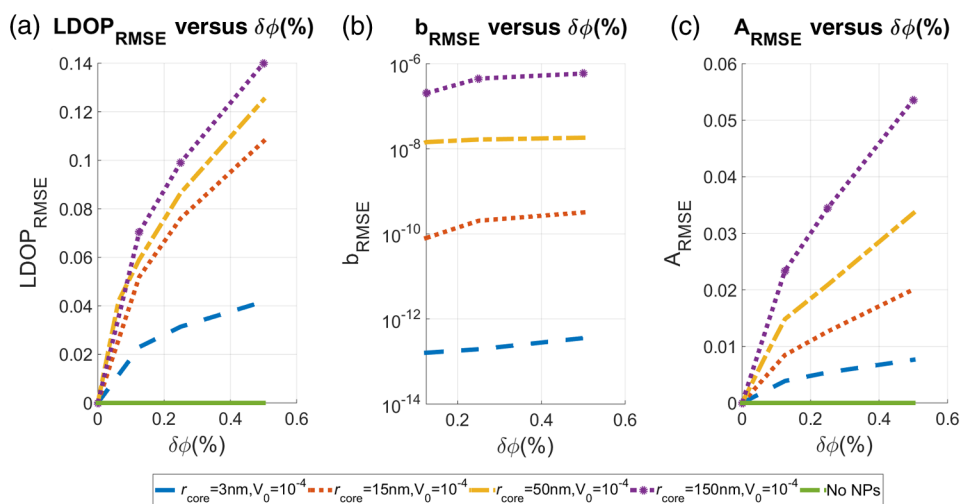 (a) LDOP_RMSE versus δϕ(%)
(b) b_RMSE versus δϕ(%)
(c) A_RMSE versus δϕ(%)
LDOP_RMSE
0.14
0.12
0.1
0.08
0.06
0.04
0.02
0
0 0.2 0.4 0.6
δϕ(%)
b_RMSE
10^-6
10^-8
10^-10
10^-12
10^-14
0.2 0.4 0.6
δϕ(%)
A_RMSE
0.06
0.05
0.04
0.03
0.02
0.01
0
0 0.2 0.4 0.6
δϕ(%)
r_core=3nm,V_0=10^-4 r_core=15nm,V_0=10^-4 r_core=50nm,V_0=10^-4 r_core=150nm,V_0=10^-4 No NPs